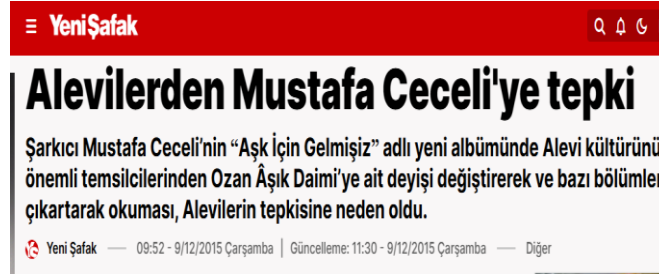 Yeni Şafak
Alevilerden Mustafa Ceceli'ye tepki
Şarkıcı Mustafa Ceceli’nin “Aşk İçin Gelmişiz” adlı yeni albümünde Alevi kültürünü
önemli temsilcilerinden Ozan Âşık Daimi’ye ait deyişi değiştirerek ve bazı bölümler
çıkartarak okuması, Alevilerin tepkisine neden oldu.
Yeni Şafak — 09:52 - 9/12/2015 Çarşamba | Güncelleme: 11:30 - 9/12/2015 Çarşamba — Diğer